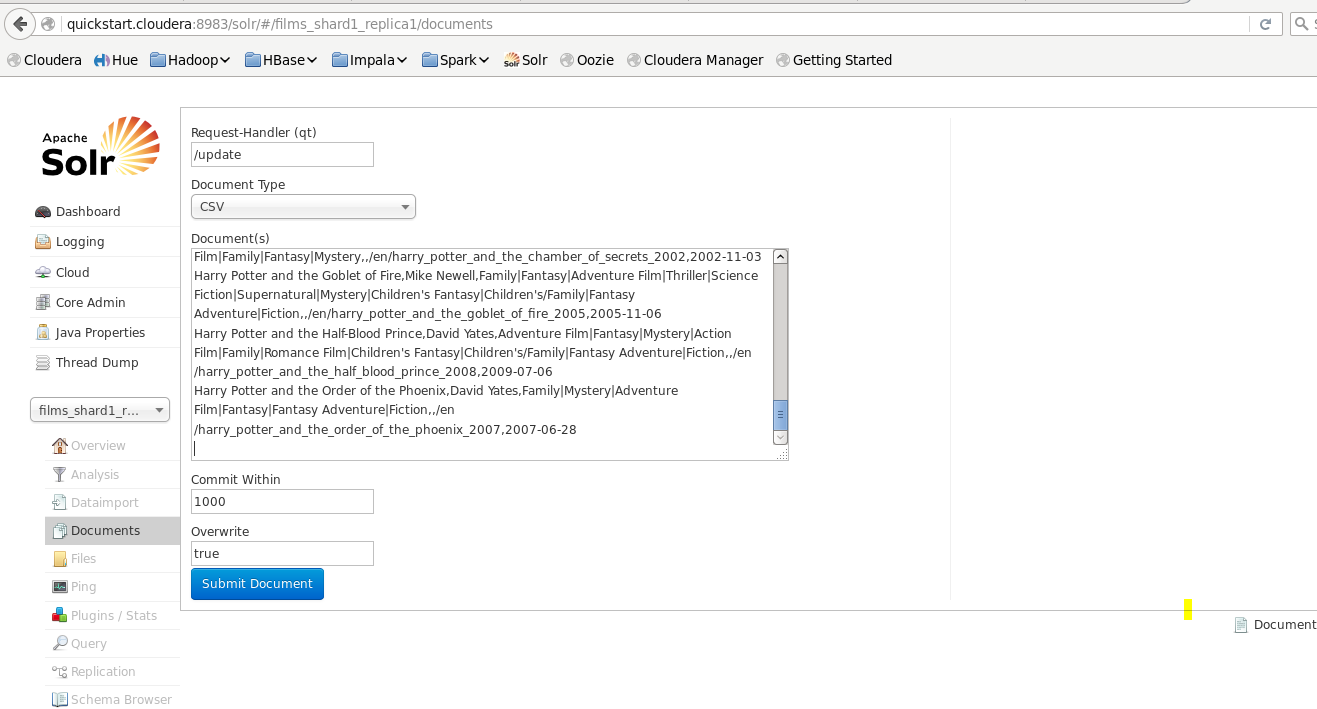 quickstart.cloudera:8983/solr/#/films_shard1_replica1/documents
Cloudera Hue Hadoop HBase Impala Spark Solr Oozie Cloudera Manager Getting Started
Apache
Solr
Dashboard
Logging
Cloud
Core Admin
Java Properties
Thread Dump
films_shard1_r...
Overview
Analysis
Dataimport
Documents
Files
Ping
Plugins / Stats
Query
Replication
Schema Browser
Request-Handler (qt)
/update
Document Type
CSV
Document(s)
Film|Family|Fantasy|Mystery,,/en/harry_potter_and_the_chamber_of_secrets_2002,2002-11-03
Harry Potter and the Goblet of Fire,Mike Newell,Family|Fantasy|Adventure Film|Thriller|Science
Fiction|Supernatural|Mystery|Children's Fantasy|Children's/Family|Fantasy
Adventure|Fiction,,/en/harry_potter_and_the_goblet_of_fire_2005,2005-11-06
Harry Potter and the Half-Blood Prince,David Yates,Adventure Film|Fantasy|Mystery|Action
Film|Family|Romance Film|Children's Fantasy|Children's/Family|Fantasy Adventure|Fiction,,/en
/harry_potter_and_the_half_blood_prince_2008,2009-07-06
Harry Potter and the Order of the Phoenix,David Yates,Family|Mystery|Adventure
Film|Fantasy|Fantasy Adventure|Fiction,,/en
/harry_potter_and_the_order_of_the_phoenix_2007,2007-06-28
Commit Within
1000
Overwrite
true
Submit Document
Document